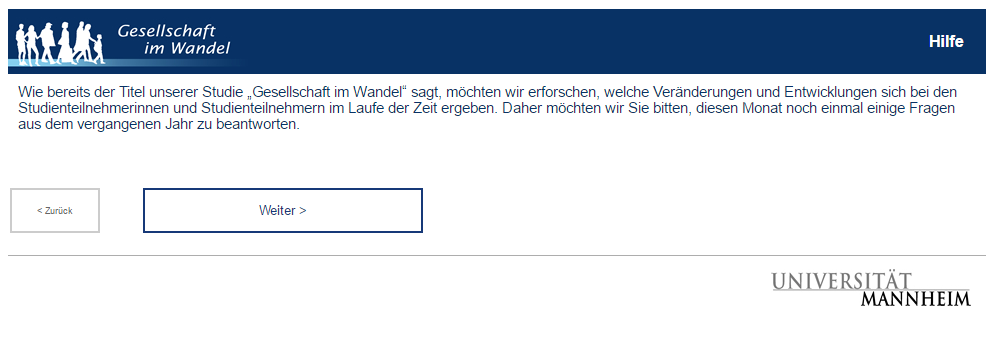 Gesellschaft
im Wandel
Hilfe
Wie bereits der Titel unserer Studie „Gesellschaft im Wandel“ sagt, möchten wir erforschen, welche Veränderungen und Entwicklungen sich bei den
Studienteilnehmerinnen und Studienteilnehmern im Laufe der Zeit ergeben. Daher möchten wir Sie bitten, diesen Monat noch einmal einige Fragen
aus dem vergangenen Jahr zu beantworten.
< Zurück
Weiter >
UNIVERSITÄT
MANNHEIM